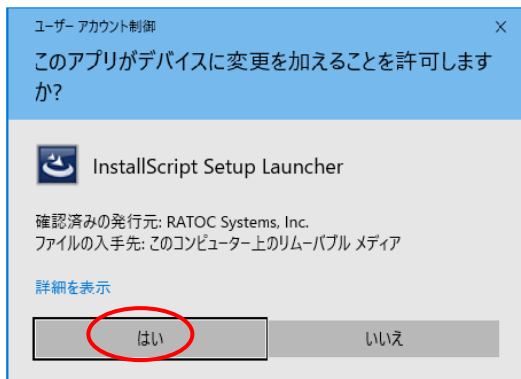 ユーザー アカウント制御
このアプリがデバイスに変更を加えることを許可します
か?
InstallScript Setup Launcher
確認済みの発行元: RATOC Systems, Inc.
ファイルの入手先: このコンピューター上のリムーバブル メディア
詳細を表示
はい
いいえ